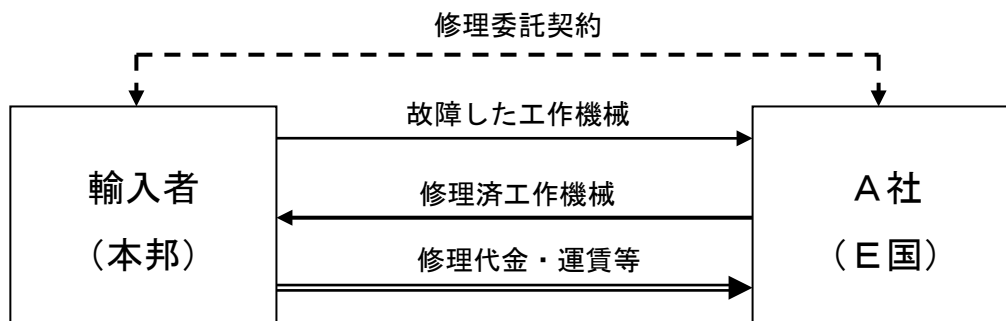 修理委託契約
故障した工作機械
輸入者
(本邦)
修理済工作機械
修理代金・運賃等
A社
(E国)